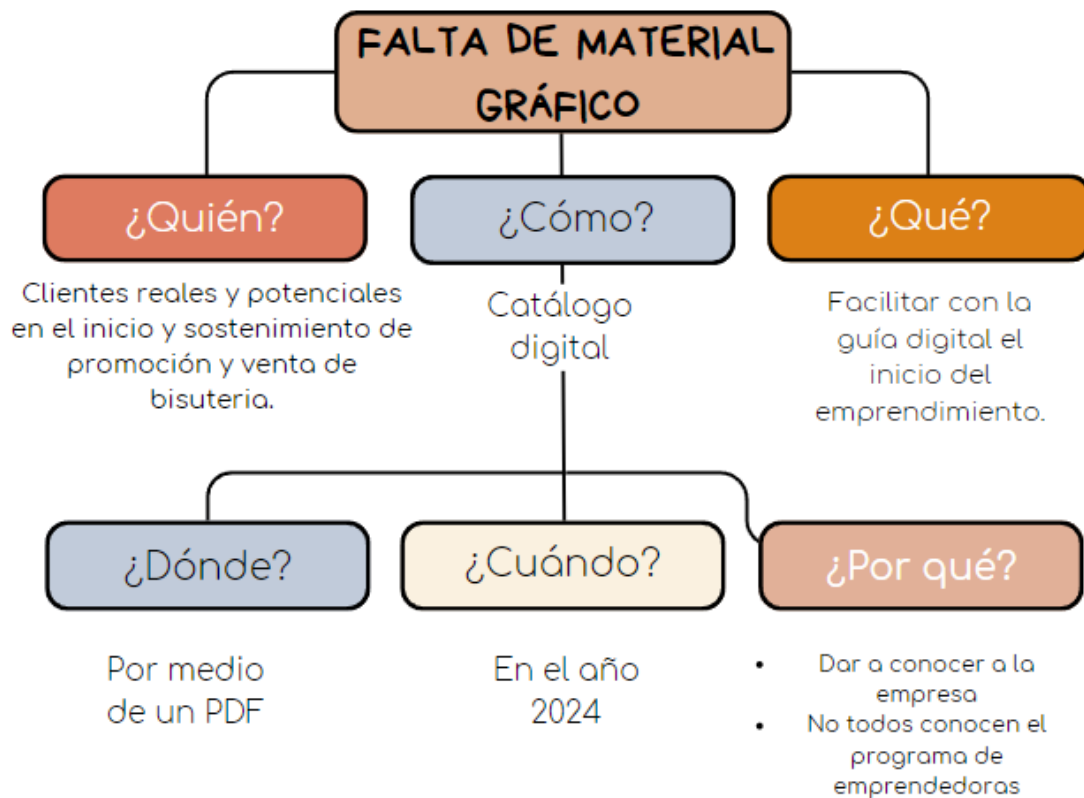 FALTA DE MATERIAL
GRÁFICO
¿Quién?
Clientes reales y potenciales
en el inicio y sostenimiento de
promoción y venta de
bisuteria.
¿Cómo?
Catálogo
digital
¿Qué?
Facilitar con la
guía digital el
inicio del
emprendimiento.
¿Dónde?
Por medio
de un PDF
¿Cuándo?
En el año
2024
¿Por qué?
• Dar a conocer a la
empresa
• No todos conocen el
programa de
emprendedoras